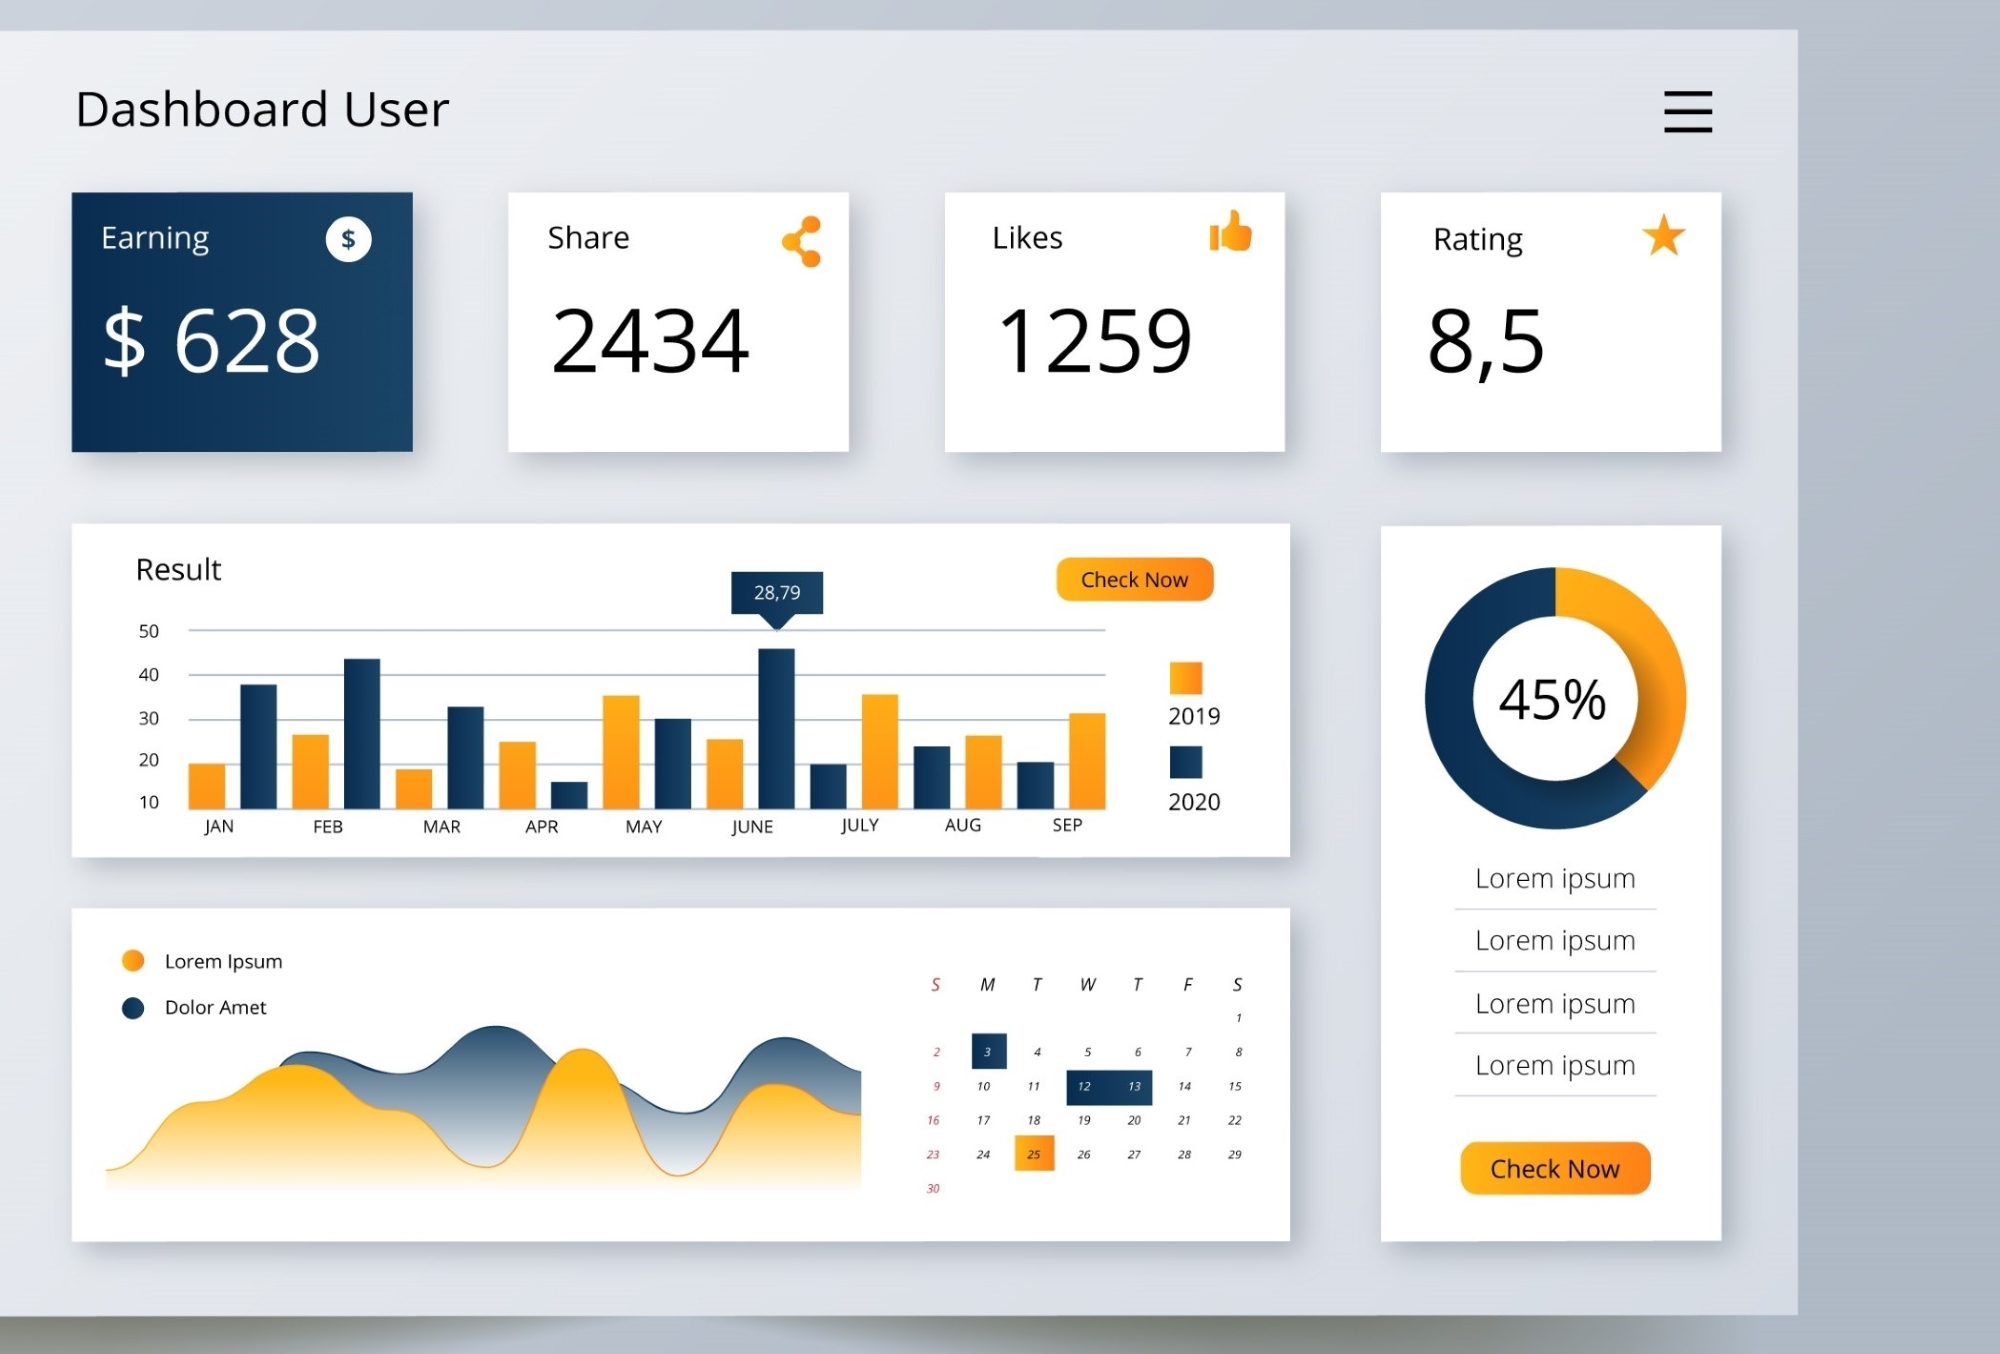 Dashboard User
Earning
$
$ 628
Share
2434
Likes
1259
Rating
8,5
Result
28,79
Check Now
50
40
30
20
10
JAN FEB MAR APR MAY JUNE JULY AUG SEP
2019
2020
45%
Lorem ipsum
Lorem ipsum
Lorem ipsum
Lorem ipsum
Check Now
Lorem Ipsum
Dolor Amet
S M T W T F S
1
2 3 4 5 6 7 8
9 10 11 12 13 14 15
16 17 18 19 20 21 22
23 24 25 26 27 28 29
30